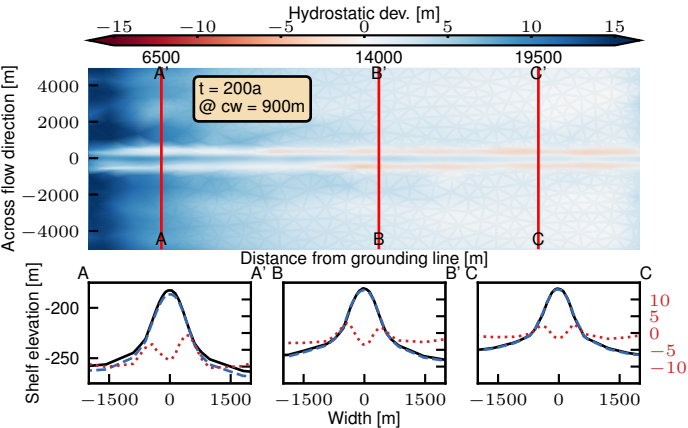 Hydrostatic dev. [m]
−15 −10 −5 0 5 10 15
6500 14000 19500
Across flow direction [m]
4000
2000
0
−2000
−4000
A' B' C'
t = 200a
@ cw = 900m
A B C
Distance from grounding line [m]
A A' B B' C C
Shelf elevation [m]
-200
-250
10
5
0
−5
−10
−1500 0 1500 −1500 0 1500 −1500 0 1500
Width [m]